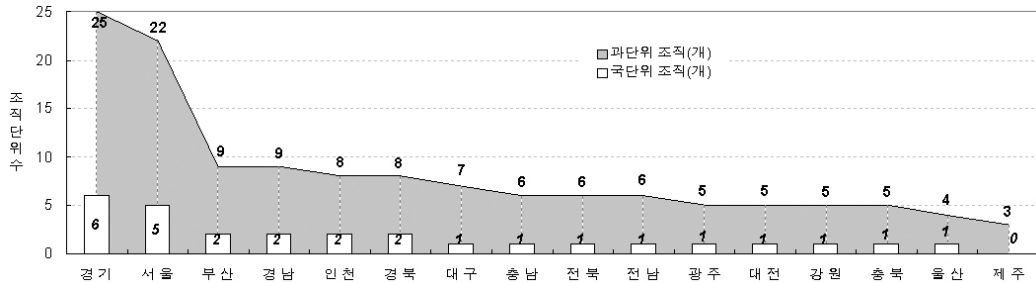 25
20
15
10
5
0
조직단위수
과단위 조직(개)
국단위 조직(개)
25 22 9 9 8 8 7 6 6 6 5 5 5 5 4 3
6 5 2 2 2 2 1 1 1 1 1 1 1 1 1 0
경기 서울 부산 경남 인천 경북 대구 충남 전북 전남 광주 대전 강원 충북 울산 제주